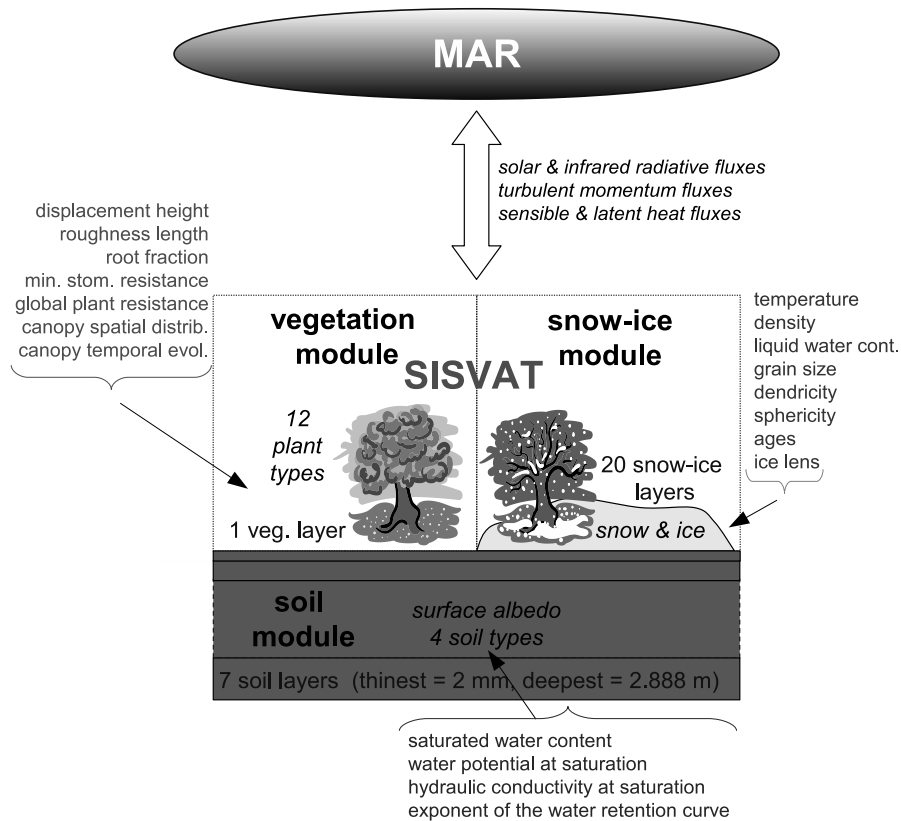 MAR
solar & infrared radiative fluxes
turbulent momentum fluxes
sensible & latent heat fluxes
displacement height
roughness length
root fraction
min. stom. resistance
global plant resistance
canopy spatial distrib.
canopy temporal evol.
vegetation
module
snow-ice
module
SISVAT
temperature
density
liquid water cont.
grain size
dendricity
sphericity
ages
ice lens
12
plant
types
1 veg. layer
20 snow-ice
layers
snow & ice
soil
module
surface albedo
4 soil types
7 soil layers (thinest = 2 mm, deepest = 2.888 m)
saturated water content
water potential at saturation
hydraulic conductivity at saturation
exponent of the water retention curve